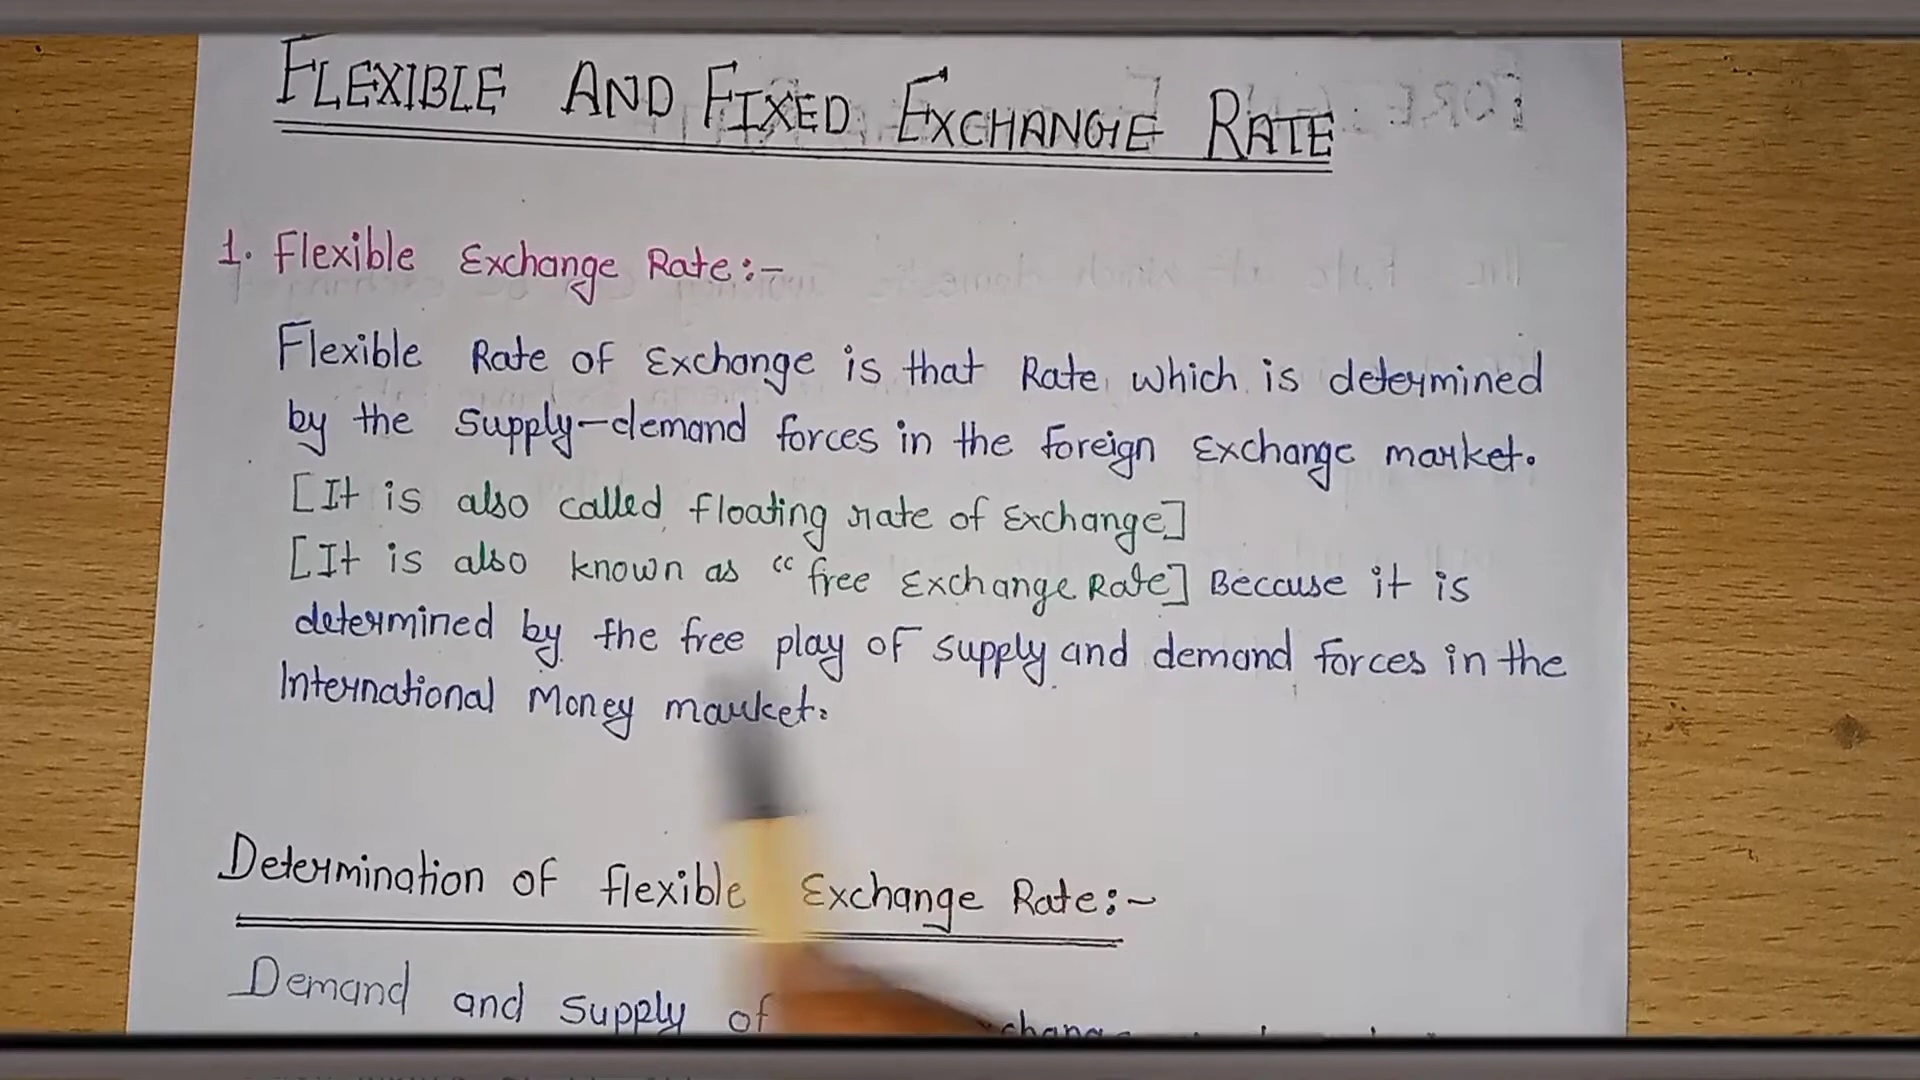 FLEXIBLE AND FIXED EXCHANGE RATE
1. Flexible Exchange Rate:-
Flexible Rate of Exchange is that Rate which is determined
by the supply-demand forces in the foreign Exchange market.
[It is also called floating rate of Exchange]
[It is also known as “free Exchange Rate] Because it is
determined by the free play of supply and demand forces in the
International Money market.
Determination of flexible Exchange Rate:-
Demand and supply of